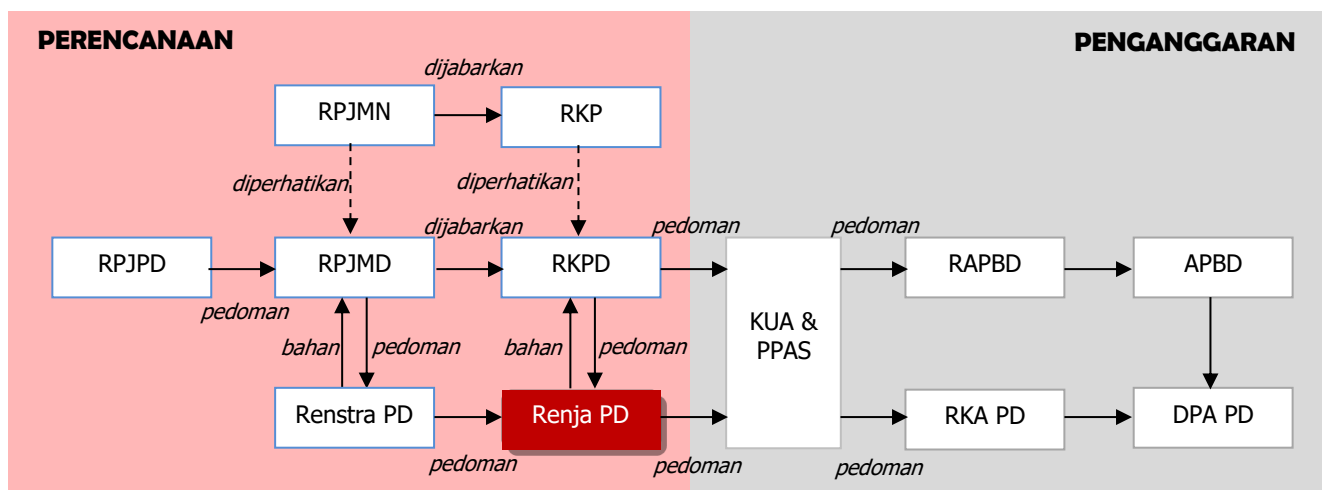 PERENCANAAN
PENGANGGARAN
dijabarkan
RPJMN
RKP
diperhatikan
diperhatikan
dijabarkan
pedoman
pedoman
RPJPD
RPJMD
RKPD
RAPBD
APBD
pedoman
KUA &
PPAS
bahan
pedoman
bahan
pedoman
Renstra PD
Renja PD
RKA PD
DPA PD
pedoman
pedoman
pedoman